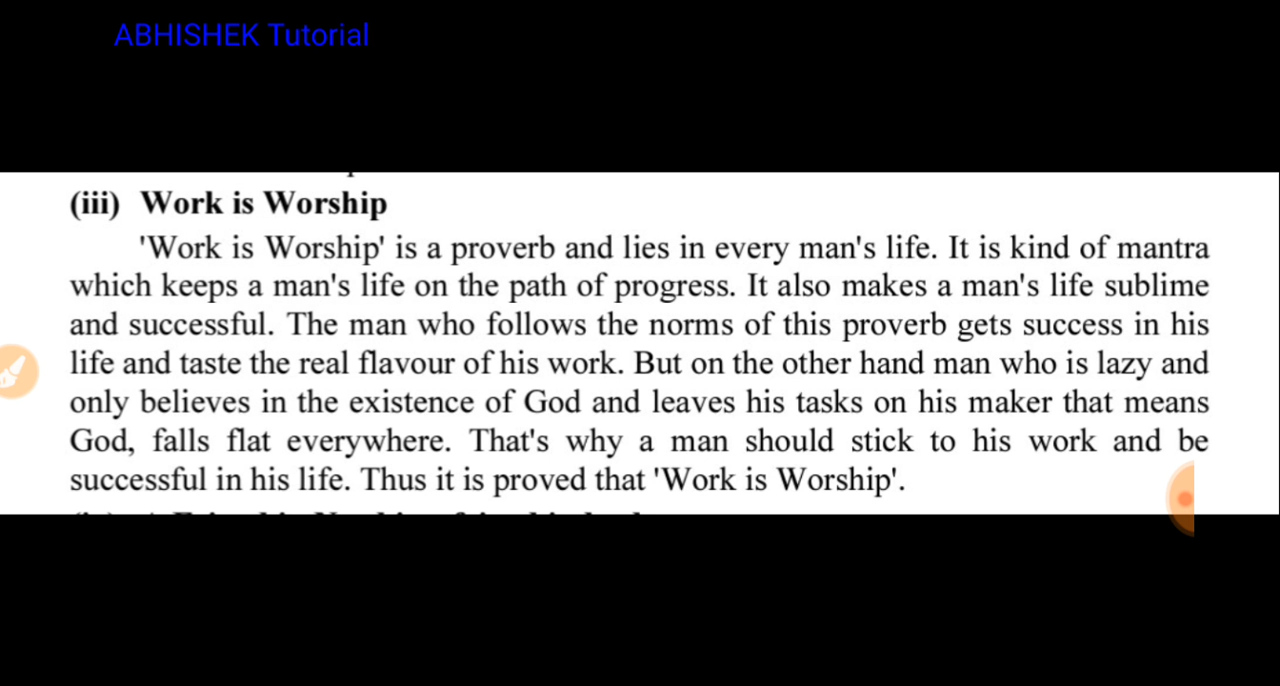 ABHISHEK Tutorial
(iii) Work is Worship
'Work is Worship' is a proverb and lies in every man's life. It is kind of mantra
which keeps a man's life on the path of progress. It also makes a man's life sublime
and successful. The man who follows the norms of this proverb gets success in his
life and taste the real flavour of his work. But on the other hand man who is lazy and
only believes in the existence of God and leaves his tasks on his maker that means
God, falls flat everywhere. That's why a man should stick to his work and be
successful in his life. Thus it is proved that 'Work is Worship'.